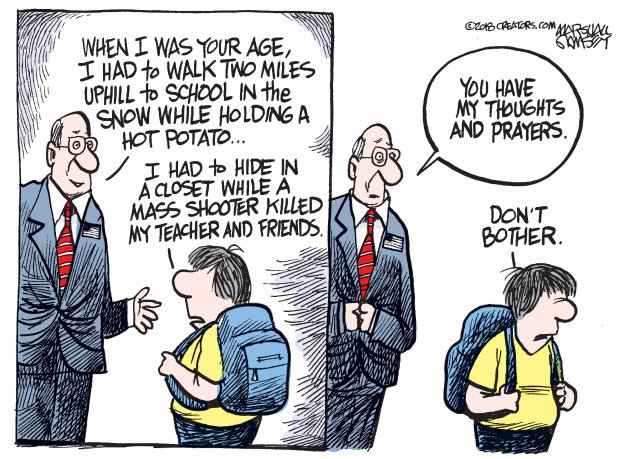 WHEN I WAS YOUR AGE,
I HAD to WALK TWO MILES
UPHILL to SCHOOL IN the
SNOW WHILE HOLDING A
HOT POTATO...
I HAD to HIDE IN
A CLOSET WHILE A
MASS SHOOTER KILLED
MY TEACHER AND FRIENDS.
©2018 CREATORS.COM MARSHALL
RAMSEY
YOU HAVE
MY THOUGHTS
AND PRAYERS.
DON'T
BOTHER.